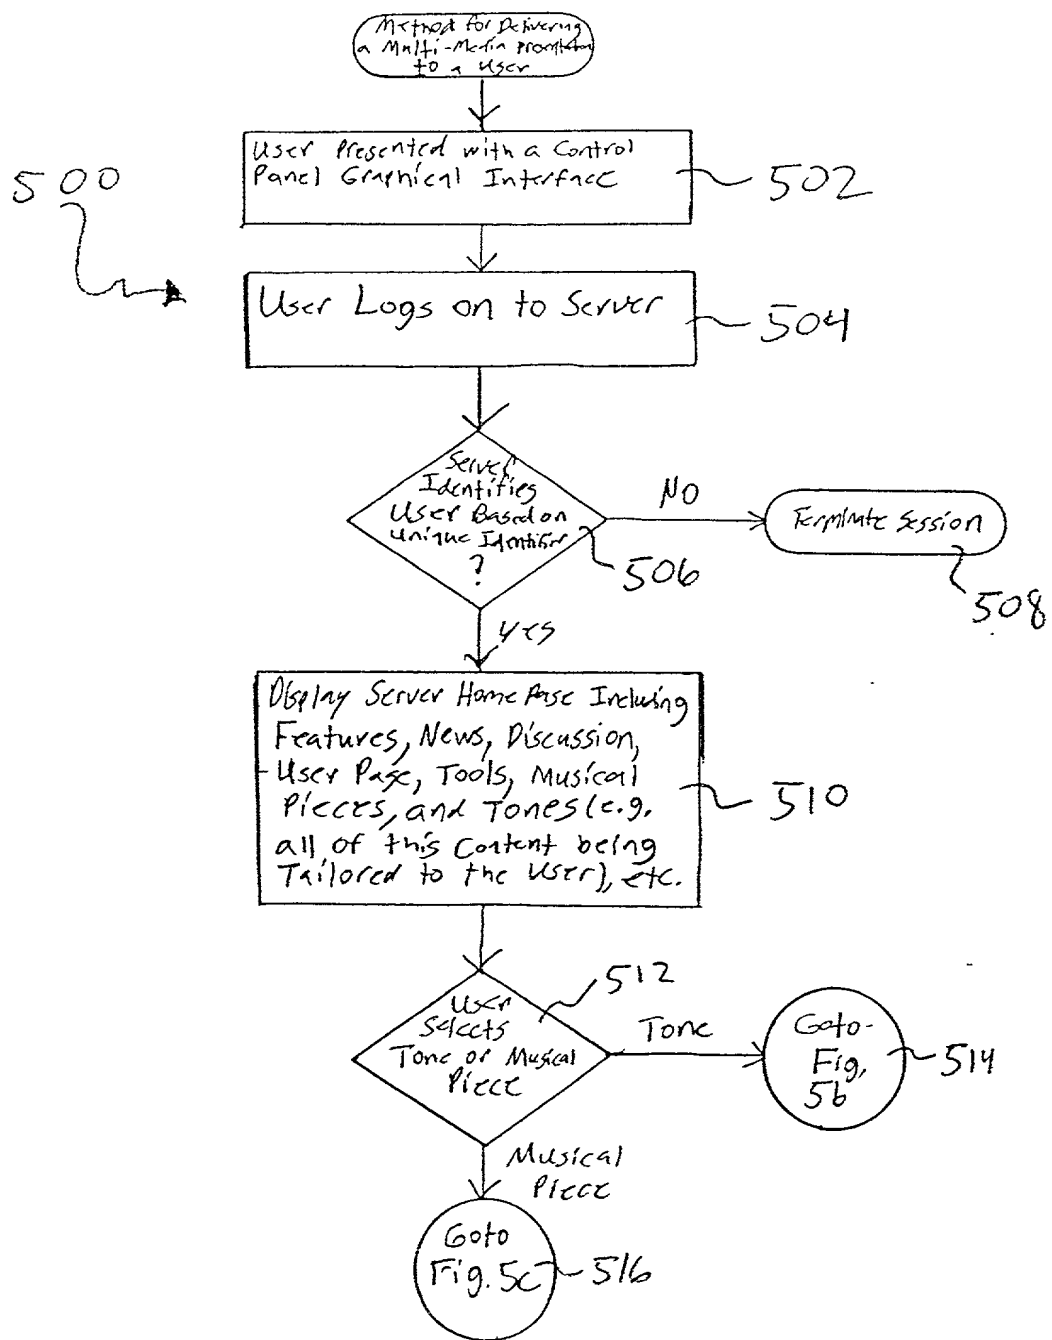 Method for Delivering
a Multi-Media
to a User
User Presented with a Control
Panel Graphical Interface
502
500
User Logs on to Server
504
Server
Identifies
User Based on
Unique Identifier
?
506
NO
Terminate Session
508
Yes
Display Server Home Page Including
Features, News, Discussion,
User Page, Tools, Musical
Pieces, and Tones (e.g.
all of this Content being
Tailored to the User), etc.
510
512
User
Selects
Tone or Musical
Piece
Tone
Goto
Fig.
5b
514
Musical
Piece
Goto
Fig. 5c
516